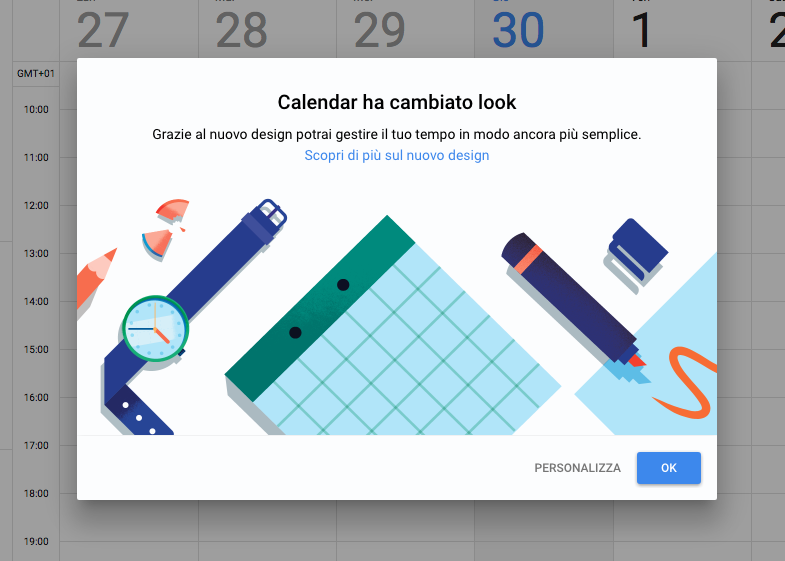 27 28 29 30 1
GMT+01
Calendar ha cambiato look
Grazie al nuovo design potrai gestire il tuo tempo in modo ancora più semplice.
Scopri di più sul nuovo design
10:00
11:00
12:00
13:00
14:00
15:00
16:00
17:00
18:00
19:00
PERSONALIZZA OK